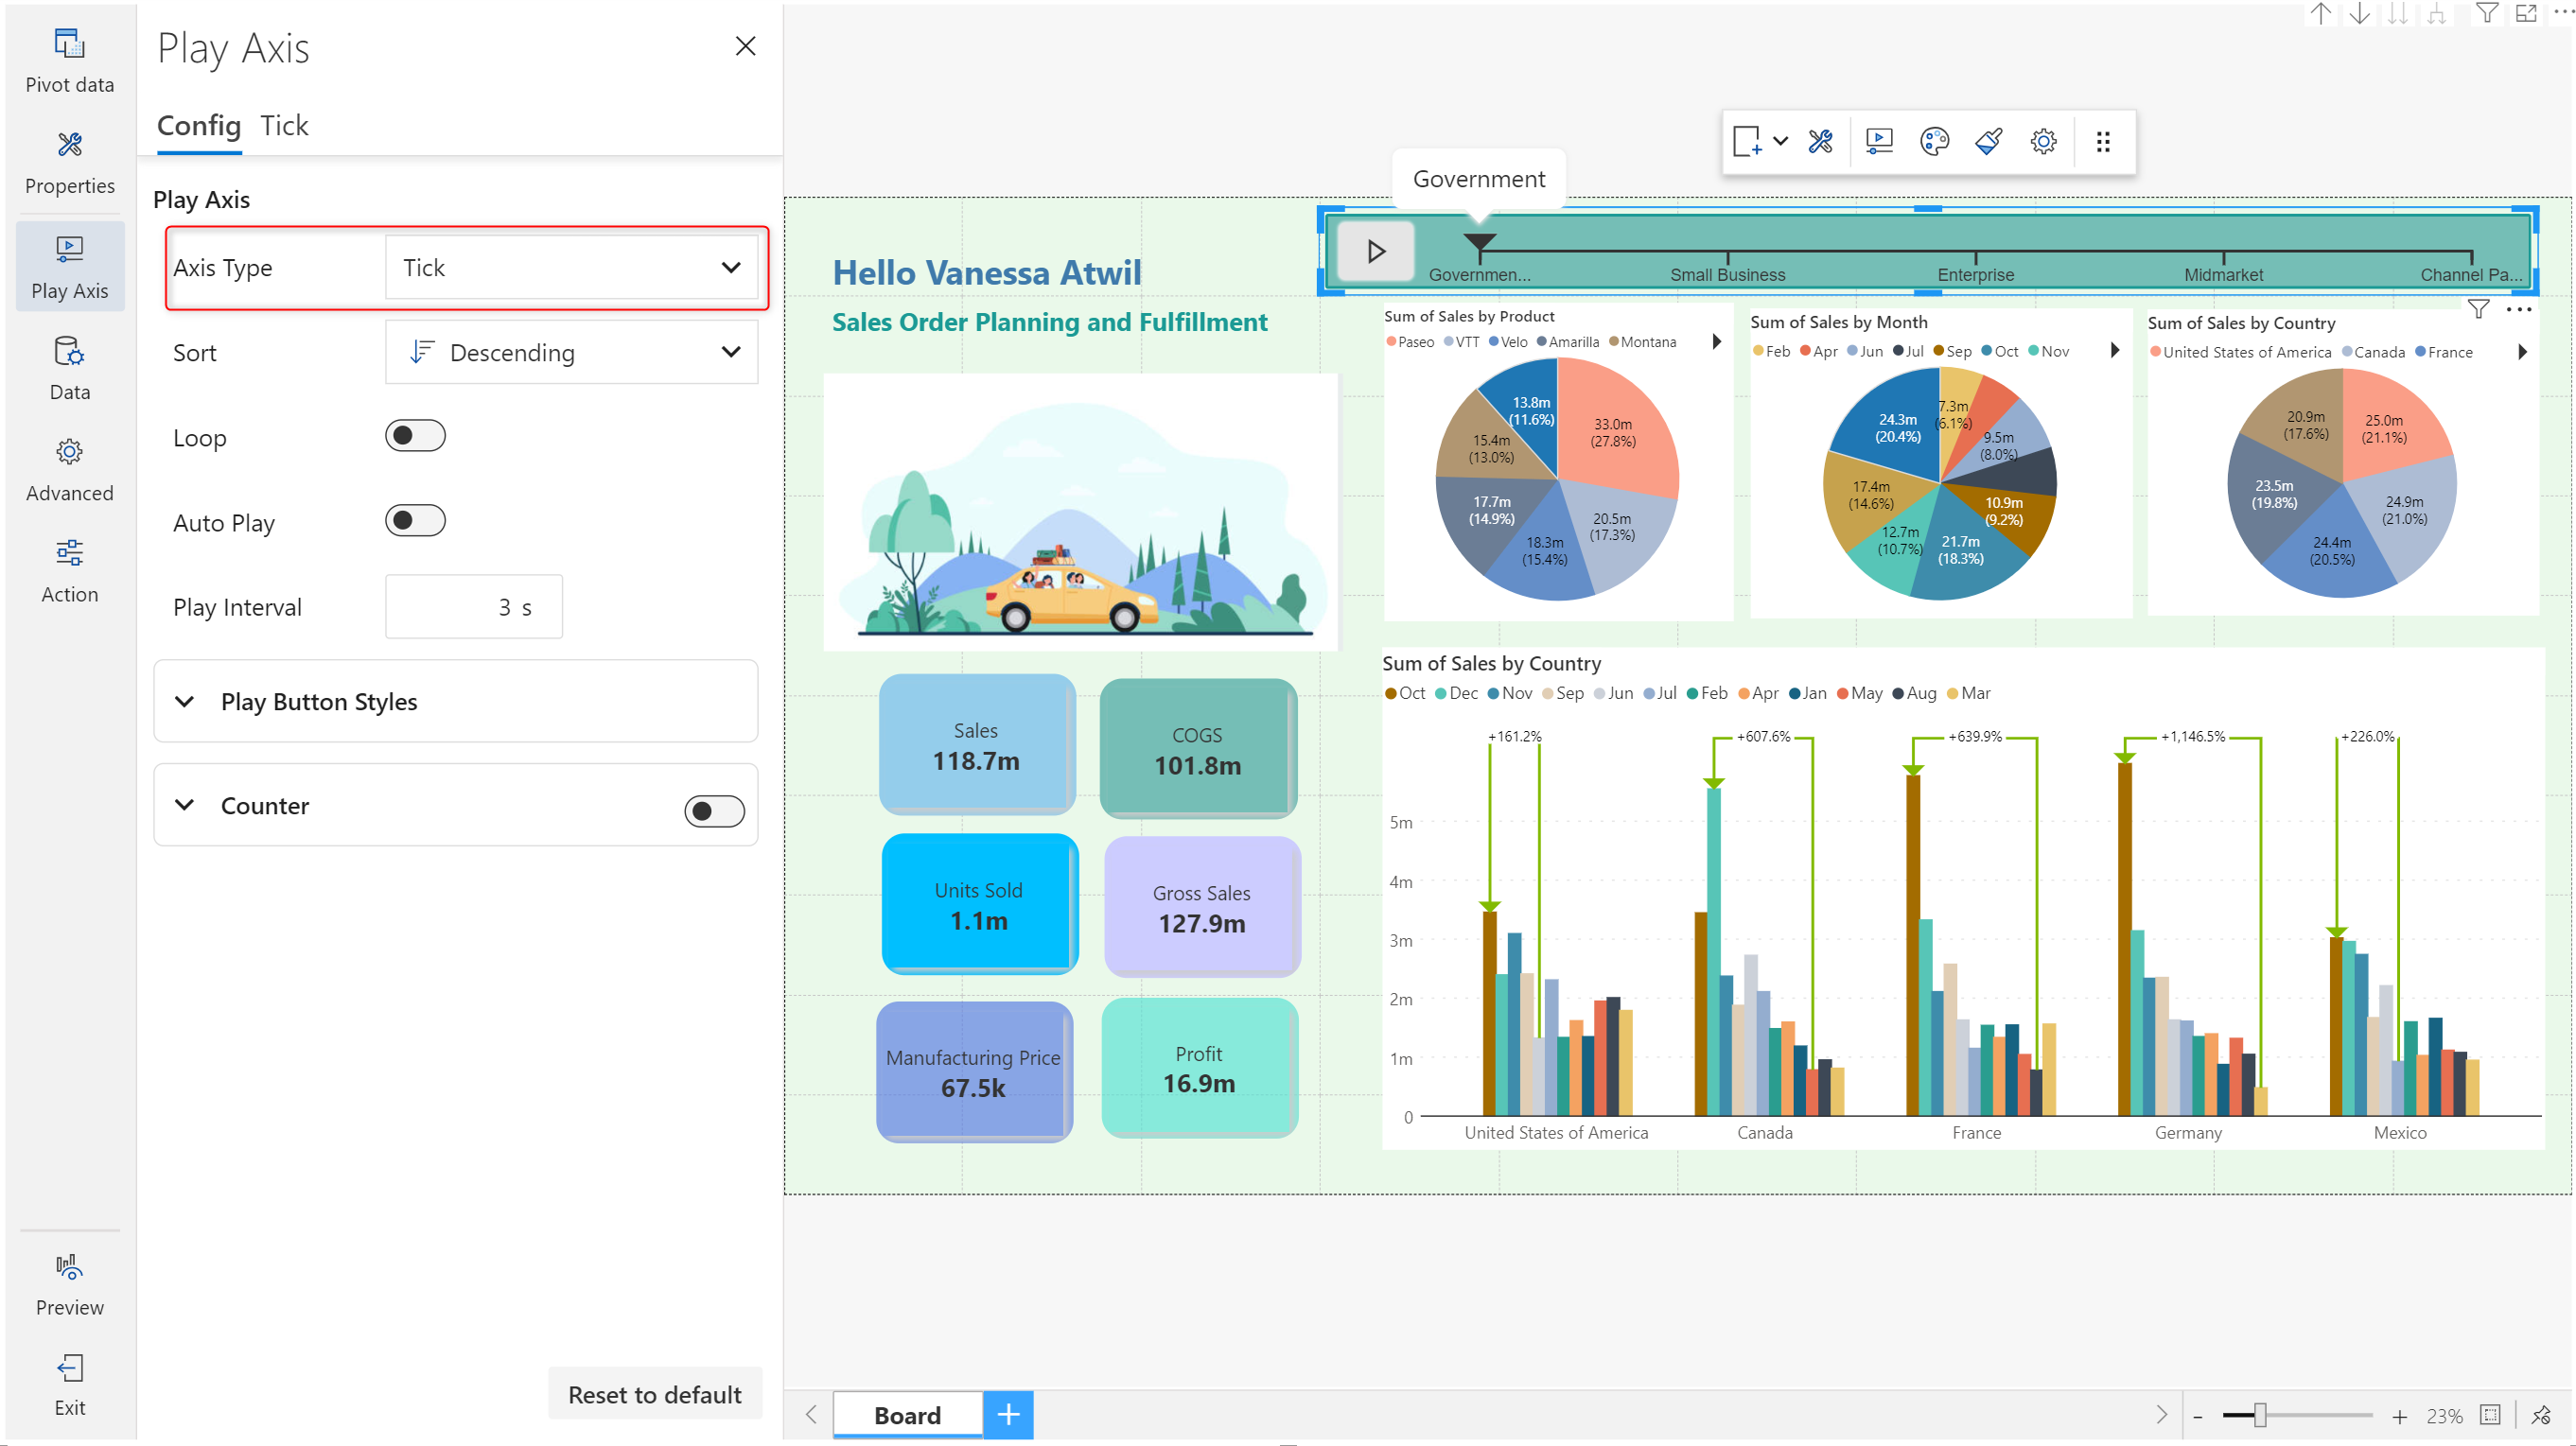 Pivot data
Properties
Play Axis
Data
Advanced
Action
Preview
Exit
Play Axis
Config Tick
Play Axis
Axis Type Tick
Sort Descending
Loop
Auto Play
Play Interval 3 s
Play Button Styles
Counter
Reset to default
Government
Governmen... Small Business Enterprise Midmarket Channel Pa...
Hello Vanessa Atwil
Sales Order Planning and Fulfillment
Sum of Sales by Product
Paseo VTT Velo Amarilla Montana
13.8m
(11.6%)
33.0m
(27.8%)
15.4m
(13.0%)
17.7m
(14.9%)
20.5m
(17.3%)
18.3m
(15.4%)
Sum of Sales by Month
Feb Apr Jun Jul Sep Oct Nov
24.3m
(20.4%)
7.3m
(6.1%)
9.5m
(8.0%)
17.4m
(14.6%)
10.9m
(9.2%)
12.7m
(10.7%)
21.7m
(18.3%)
Sum of Sales by Country
United States of America Canada France
20.9m
(17.6%)
25.0m
(21.1%)
23.5m
(19.8%)
24.9m
(21.0%)
24.4m
(20.5%)
Sales
118.7m
COGS
101.8m
Units Sold
1.1m
Gross Sales
127.9m
Manufacturing Price
67.5k
Profit
16.9m
Sum of Sales by Country
Oct Dec Nov Sep Jun Jul Feb Apr Jan May Aug Mar
+161.2% +607.6% +639.9% +1,146.5% +226.0%
5m
4m
3m
2m
1m
0
United States of America Canada France Germany Mexico
Board
23%